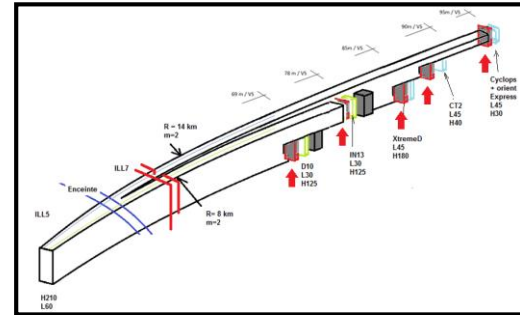 95m / VS
90m / VS
85m / VS
78 m / VS
69 m / VS
R = 14 km
m=2
ILL7
Enceinte
ILL5
R= 8 km
m=2
H210
L60
D10
L30
H125
IN13
L30
H125
XtremeD
L45
H180
CT2
L45
H40
Cyclops
+ orient
Express
L45
H30